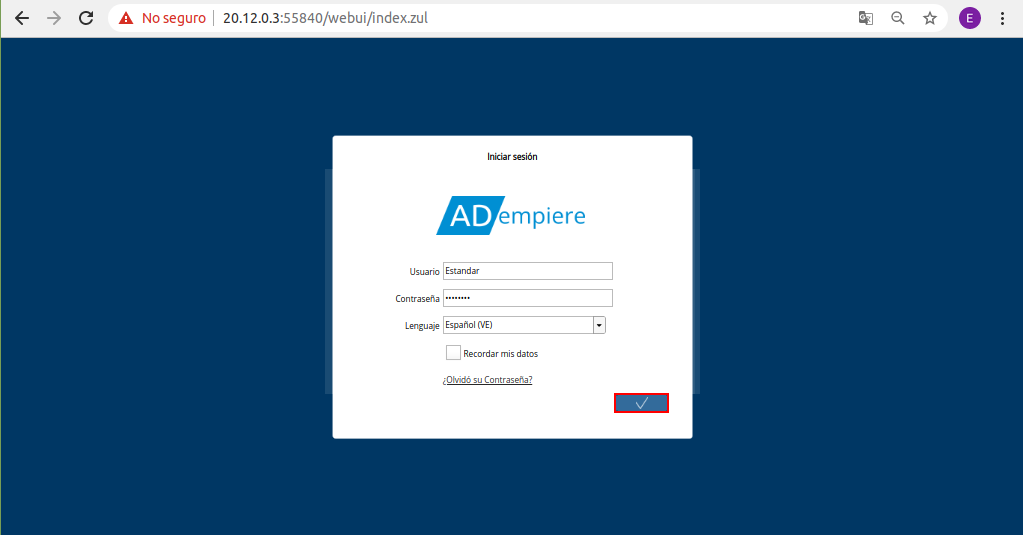 No seguro 20.12.0.3:55840/webui/index.zul
E
Iniciar sesión
ADempiere
Usuario Estandar
Contraseña ••••••••
Lenguaje Español (VE)
Recordar mis datos
¿Olvidó su Contraseña?